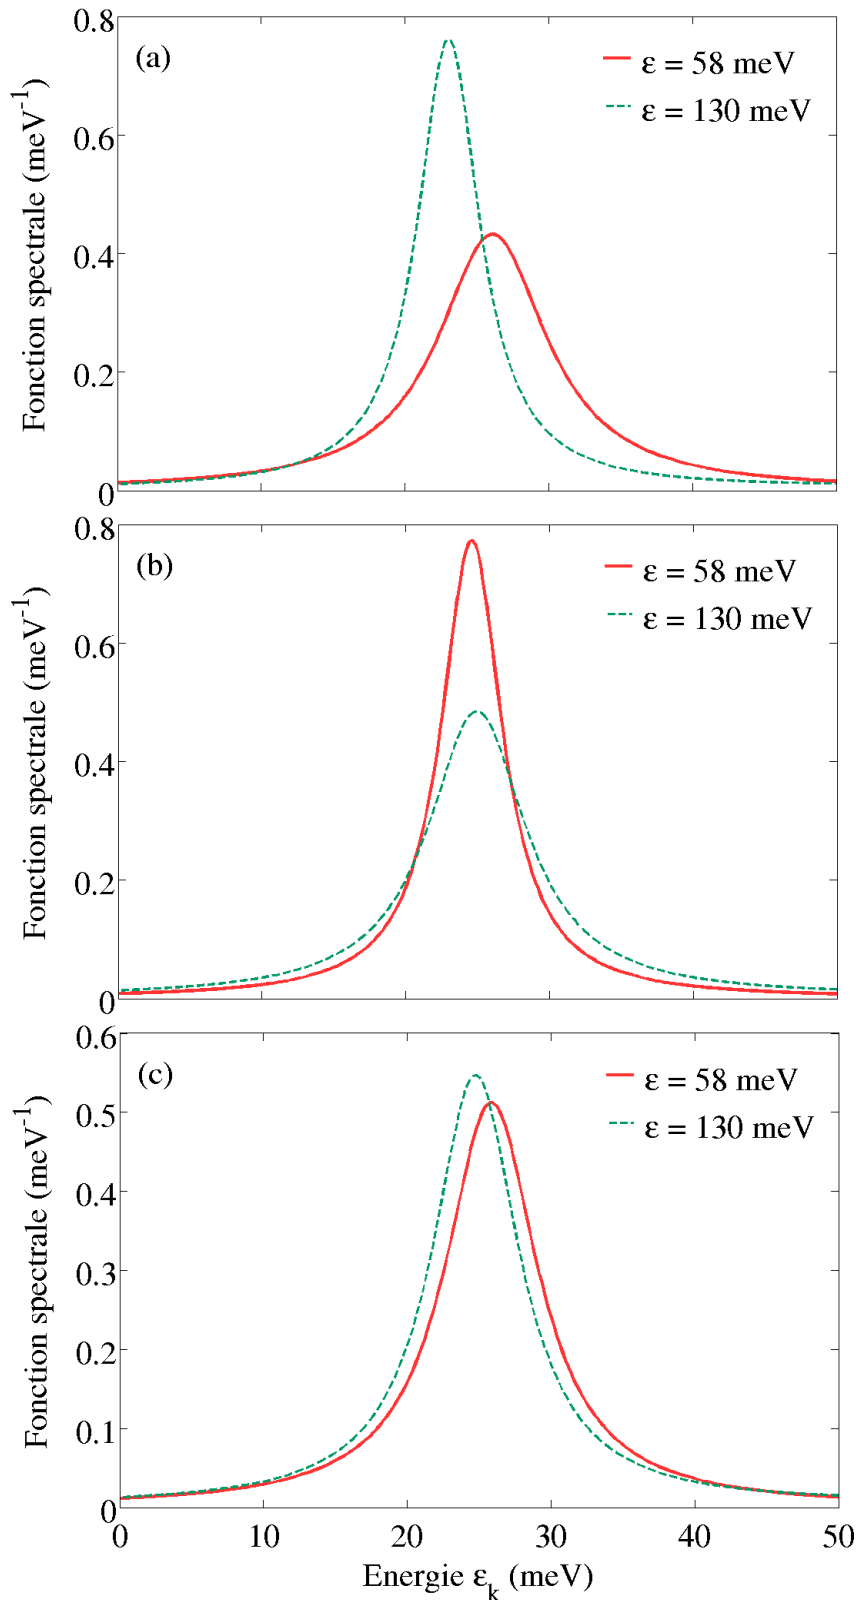 0.8
(a)
ε = 58 meV
ε = 130 meV
0.6
0.4
0.2
0
Fonction spectrale (meV⁻¹)
0.8
(b)
ε = 58 meV
ε = 130 meV
0.6
0.4
0.2
0
Fonction spectrale (meV⁻¹)
0.6
(c)
ε = 58 meV
ε = 130 meV
0.5
0.4
0.3
0.2
0.1
0
Fonction spectrale (meV⁻¹)
0 10 20 30 40 50
Energie ε_k (meV)